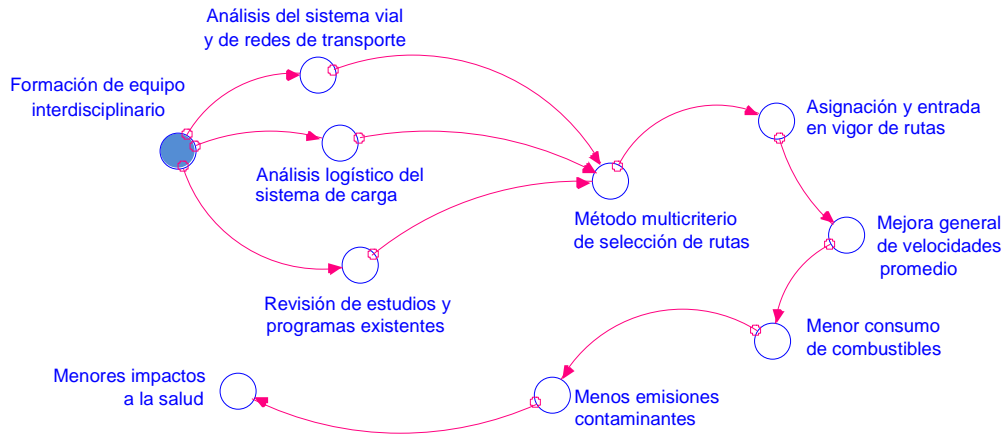 Análisis del sistema vial
y de redes de transporte
Formación de equipo
interdisciplinario
Análisis logístico del
sistema de carga
Revisión de estudios y
programas existentes
Método multicriterio
de selección de rutas
Asignación y entrada
en vigor de rutas
Mejora general
de velocidades
promedio
Menor consumo
de combustibles
Menos emisiones
contaminantes
Menores impactos
a la salud